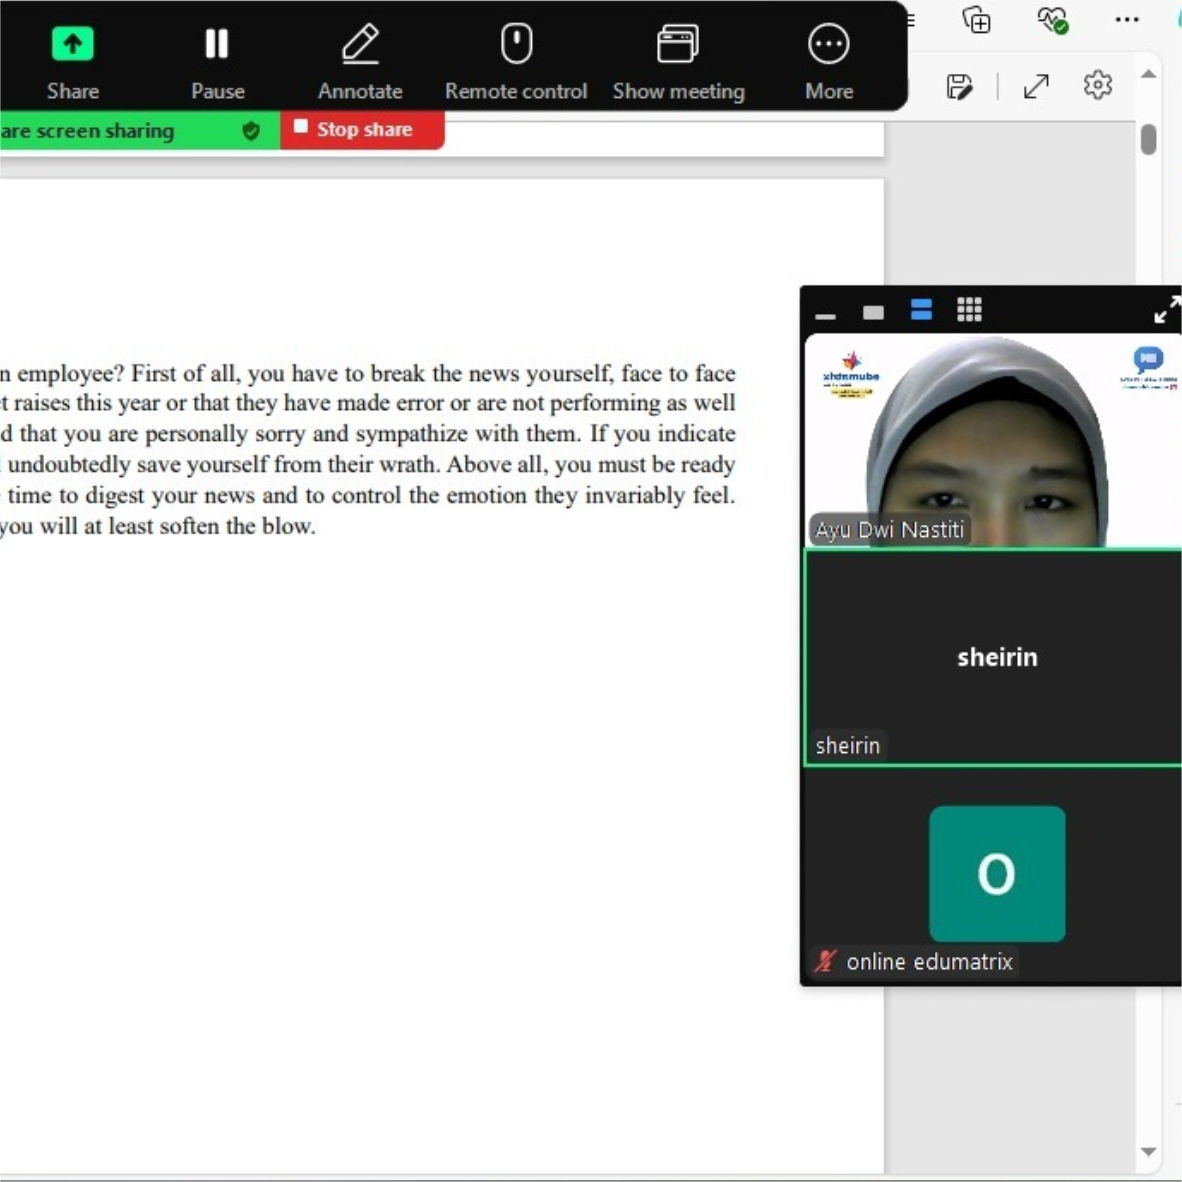 Share
Pause
Annotate
Remote control
Show meeting
More
are screen sharing
Stop share
n employee? First of all, you have to break the news yourself, face to face
t raises this year or that they have made error or are not performing as well
d that you are personally sorry and sympathize with them. If you indicate
undoubtedly save yourself from their wrath. Above all, you must be ready
time to digest your news and to control the emotion they invariably feel.
you will at least soften the blow.
Ayu Dwi Nastiti
sheirin
sheirin
O
online edumatrix